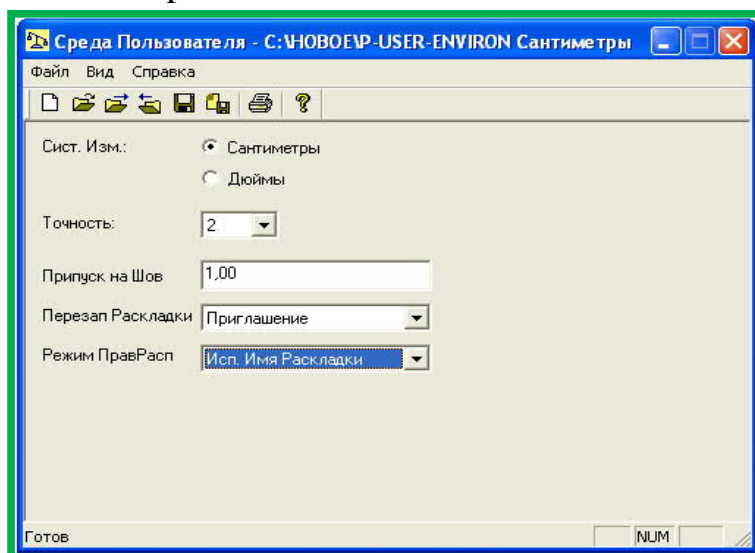 Среда Пользователя - C:\НОВОЕ\P-USER-ENVIRON Сантиметры
Файл Вид Справка
Сист. Изм.: Сантиметры
Дюймы
Точность: 2
Припуск на Шов 1,00
Перезап Раскладки Приглашение
Режим ПравРасп Исп. Имя Раскладки
Готов NUM